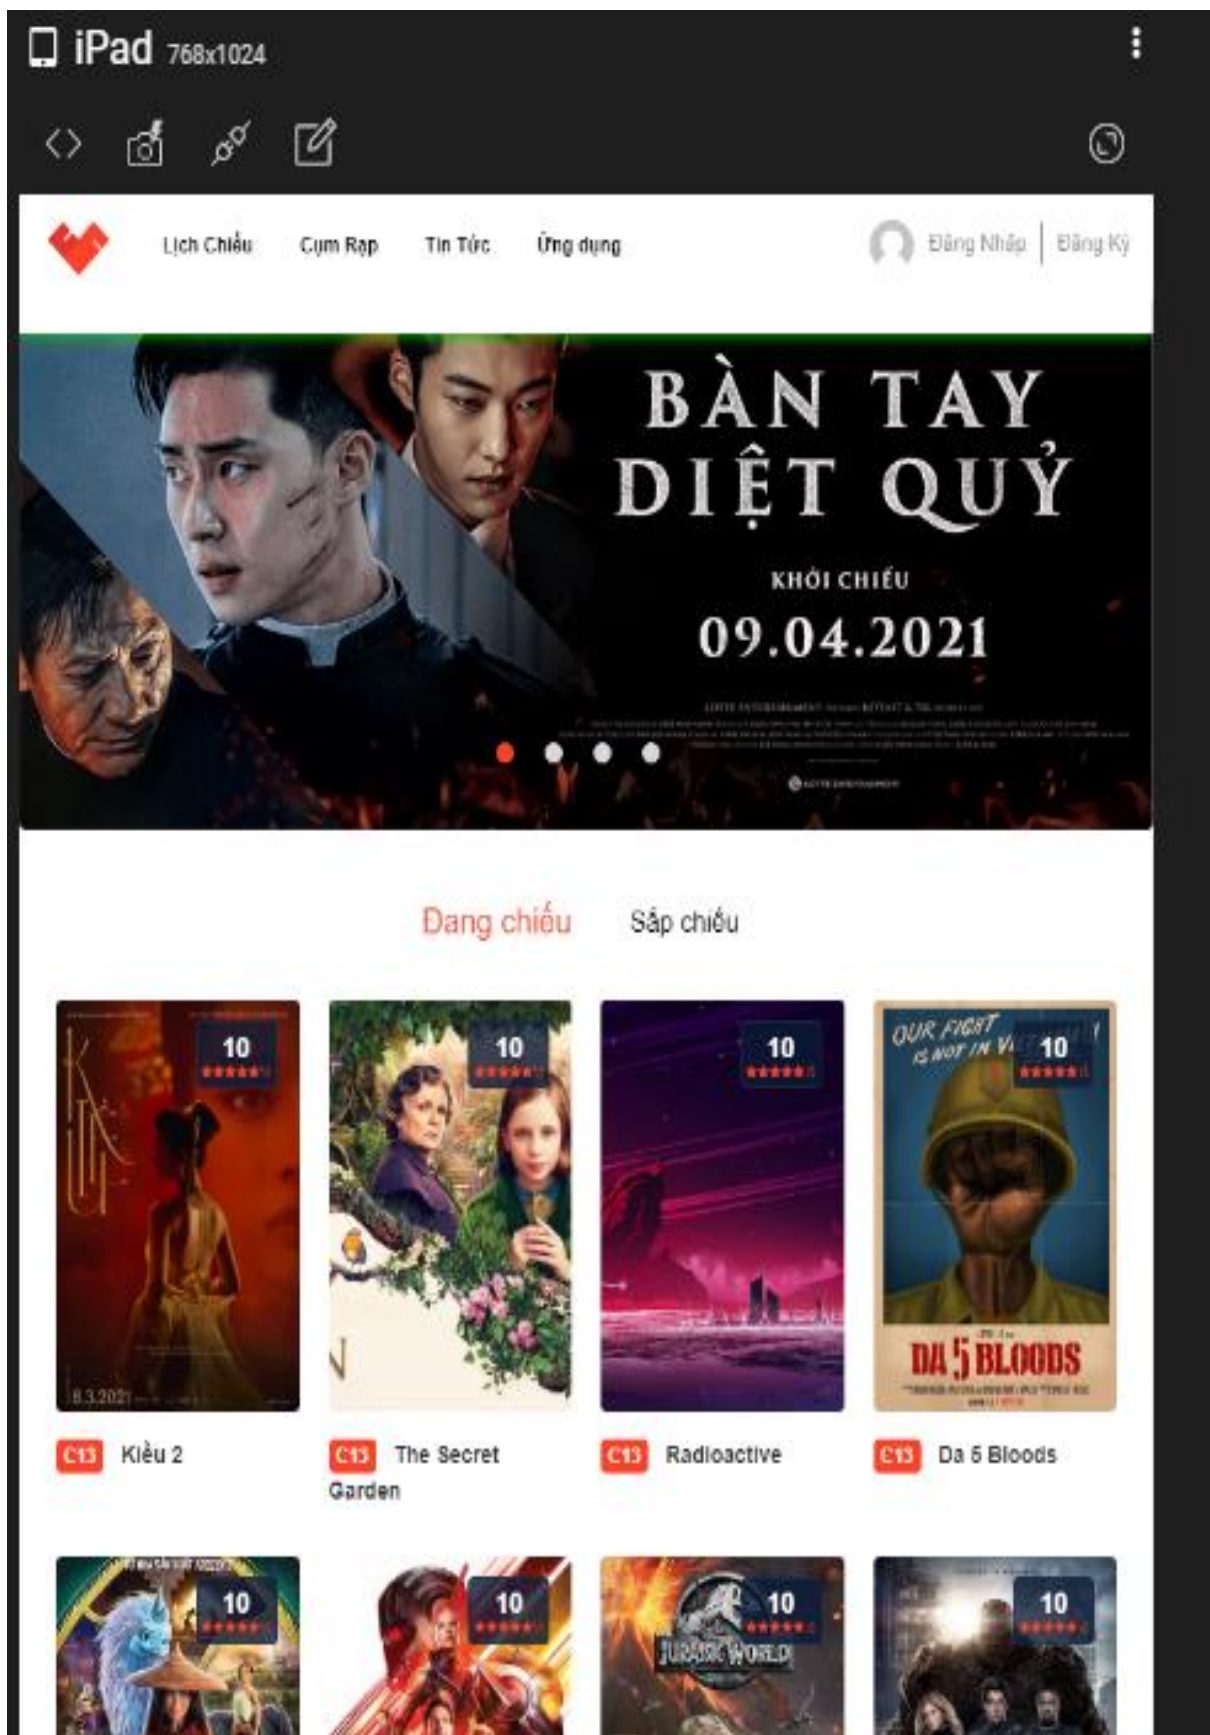 iPad 768x1024
Lịch Chiếu Cụm Rạp Tin Tức Ứng dụng Đăng Nhập Đăng Ký
BÀN TAY
DIỆT QUỶ
KHỞI CHIẾU
09.04.2021
LOTTE ENTERTAINMENT
Đang chiếu Sắp chiếu
10 10 10 10
OUR FIGHT
IS NOT IN
KIỀU
8.3.2021
N
DA 5 BLOODS
C13 Kiều 2
C13 The Secret
Garden
C13 Radioactive
C13 Da 5 Bloods
10 10 10 10
JURASSIC WORLD